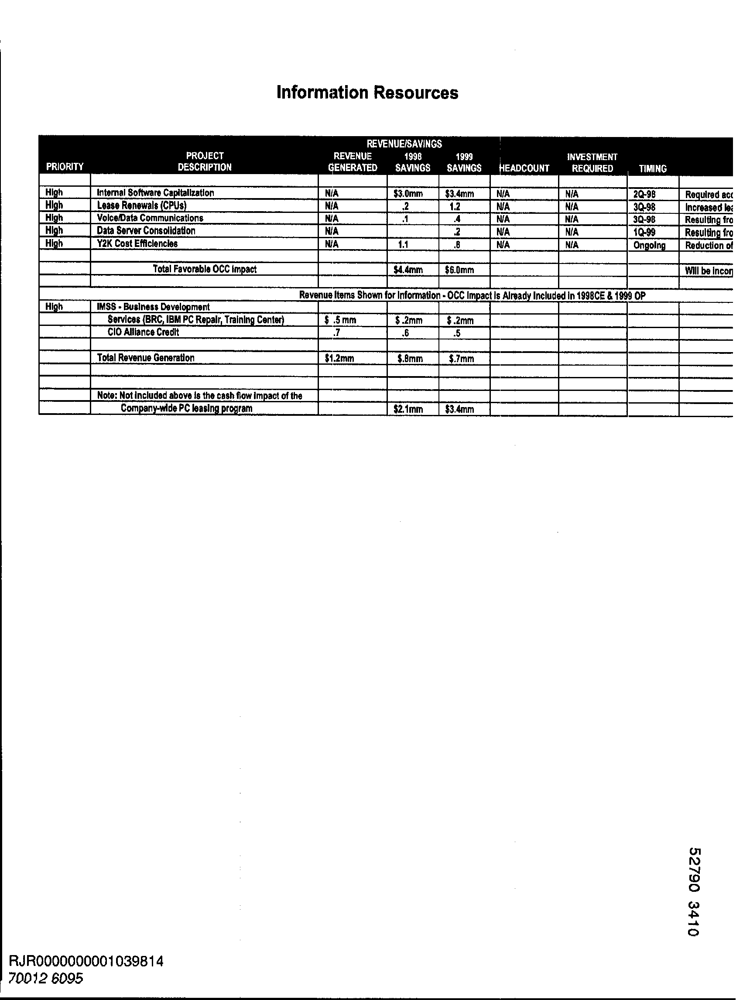 Information Resources
REVENUE/SAVINGS
PROJECT REVENUE 1998 1999 INVESTMENT
PRIORITY DESCRIPTION GENERATED SAVINGS SAVINGS HEADCOUNT REQUIRED TIMING
High Internal Software Capitalization N/A $3.0mm $3.4mm N/A N/A 2Q-98 Required acc
High Lease Renewals (CPUs) N/A .2 1.2 N/A N/A 3Q-98 Increased lea
High Voice/Data Communications N/A .1 .4 N/A N/A 3Q-98 Resulting fro
High Data Server Consolidation N/A .2 N/A N/A 1Q-99 Resulting fro
High Y2K Cost Efficiencies N/A 1.1 .8 N/A N/A Ongoing Reduction of
Total Favorable OCC Impact $4.4mm $6.0mm Will be incor
Revenue Items Shown for Information - OCC Impact is Already Included in 1998CE & 1999 OP
High IMSS - Business Development
Services (BRC, IBM PC Repair, Training Center) $ .5 mm $ .2mm $ .2mm
CIO Alliance Credit .7 .6 .5
Total Revenue Generation $1.2mm $.8mm $.7mm
Note: Not included above is the cash flow impact of the
Company-wide PC leasing program $2.1mm $3.4mm
52790 3410
RJR0000000001039814
70012 6095